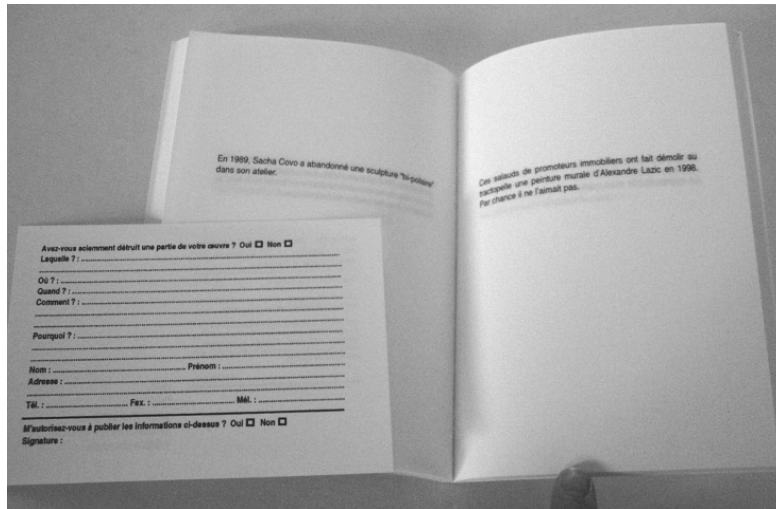 En 1989, Sacha Covo a abandonné une sculpture "bi-polaire"
dans son atelier.
Ces salauds de promoteurs immobiliers ont fait démolir au
tractopelle une peinture murale d'Alexandre Lazic en 1998.
Par chance il ne l'aimait pas.
Avez-vous sciemment détruit une partie de votre œuvre ? Oui Non
Laquelle ? :
Où ? :
Quand ? :
Comment ? :
Pourquoi ? :
Nom : Prénom :
Adresse :
Tél. : Fax. : Mél. :
M'autorisez-vous à publier les informations ci-dessus ? Oui Non
Signature :